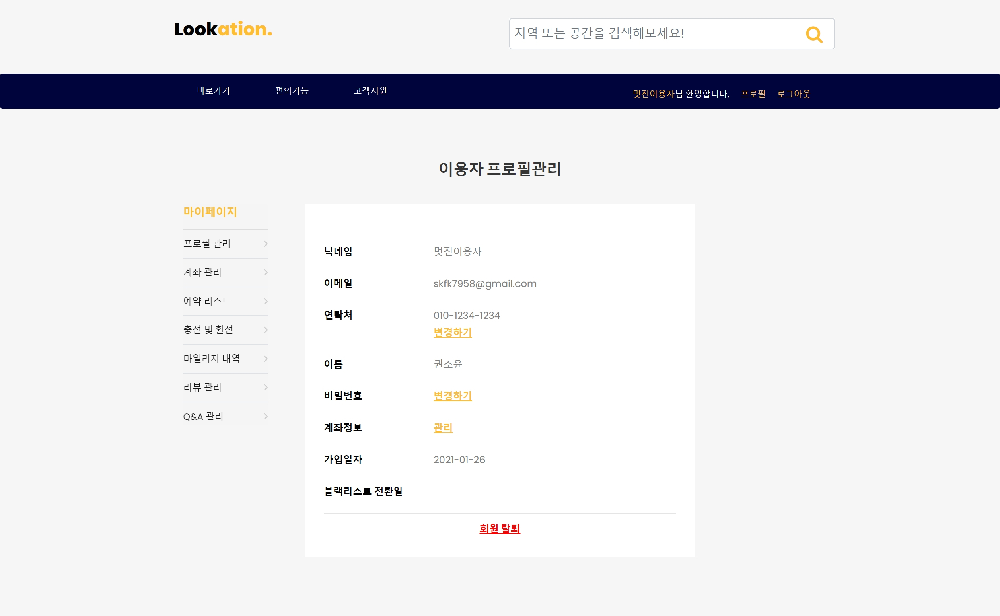 Lookation.
지역 또는 공간을 검색해보세요!
바로가기 편의기능 고객지원 멋진이용자님 환영합니다. 프로필 로그아웃
이용자 프로필관리
마이페이지
프로필 관리
계좌 관리
예약 리스트
충전 및 환전
마일리지 내역
리뷰 관리
Q&A 관리
닉네임 멋진이용자
이메일 skfk7958@gmail.com
연락처 010-1234-1234
변경하기
이름 권소윤
비밀번호 변경하기
계좌정보 관리
가입일자 2021-01-26
블랙리스트 전환일
회원 탈퇴